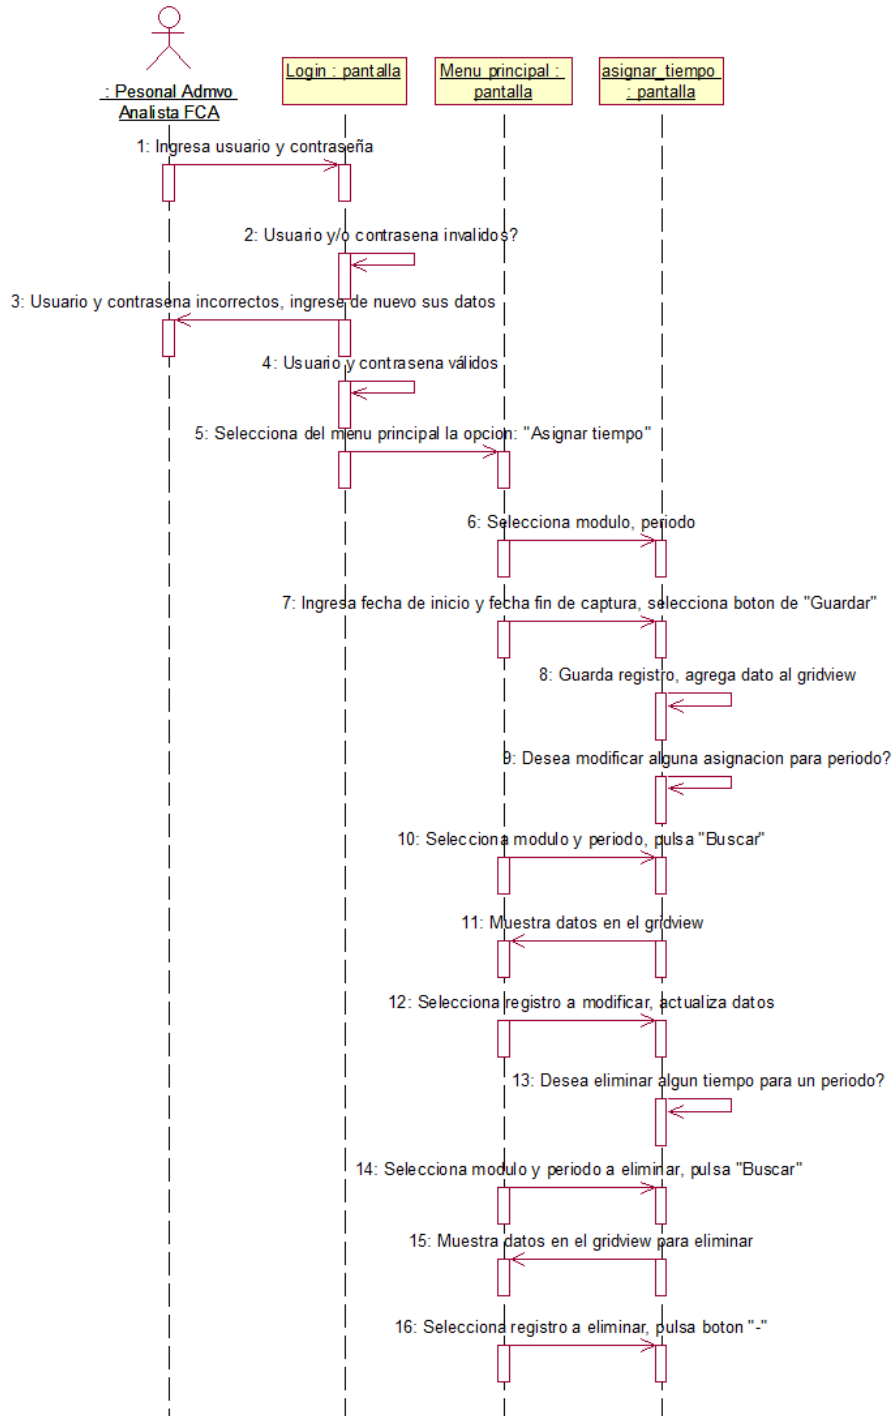 : Pesonal Admvo
Analista FCA
Login : pantalla
Menu principal :
pantalla
asignar_tiempo
: pantalla
1: Ingresa usuario y contraseña
2: Usuario y/o contrasena invalidos?
3: Usuario y contrasena incorrectos, ingrese de nuevo sus datos
4: Usuario y contrasena válidos
5: Selecciona del menu principal la opcion: "Asignar tiempo"
6: Selecciona modulo, periodo
7: Ingresa fecha de inicio y fecha fin de captura, selecciona boton de "Guardar"
8: Guarda registro, agrega dato al gridview
9: Desea modificar alguna asignacion para periodo?
10: Selecciona modulo y periodo, pulsa "Buscar"
11: Muestra datos en el gridview
12: Selecciona registro a modificar, actualiza datos
13: Desea eliminar algun tiempo para un periodo?
14: Selecciona modulo y periodo a eliminar, pulsa "Buscar"
15: Muestra datos en el gridview para eliminar
16: Selecciona registro a eliminar, pulsa boton "-"